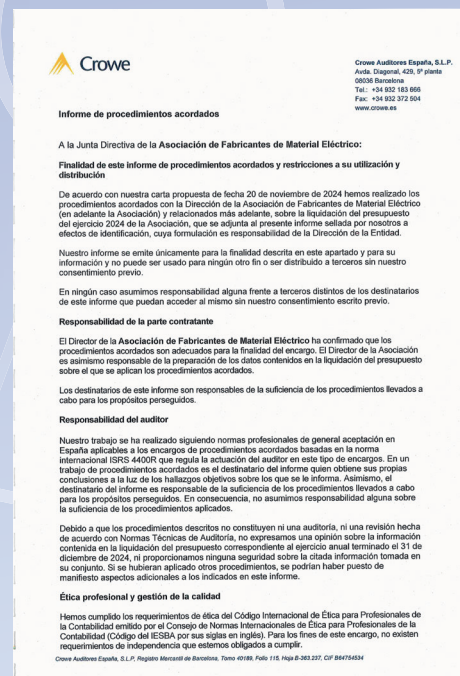 Crowe
Crowe Auditores España, S.L.P.
Avda. Diagonal, 429, 5ª planta
08036 Barcelona
Tel.: +34 932 183 666
Fax: +34 932 372 504
www.crowe.es
Informe de procedimientos acordados
A la Junta Directiva de la Asociación de Fabricantes de Material Eléctrico:
Finalidad de este informe de procedimientos acordados y restricciones a su utilización y
distribución
De acuerdo con nuestra carta propuesta de fecha 20 de noviembre de 2024 hemos realizado los
procedimientos acordados con la Dirección de la Asociación de Fabricantes de Material Eléctrico
(en adelante la Asociación) y relacionados más adelante, sobre la liquidación del presupuesto
del ejercicio 2024 de la Asociación, que se adjunta al presente informe sellada por nosotros a
efectos de identificación, cuya formulación es responsabilidad de la Dirección de la Entidad.
Nuestro informe se emite únicamente para la finalidad descrita en este apartado y para su
información y no puede ser usado para ningún otro fin o ser distribuido a terceros sin nuestro
consentimiento previo.
En ningún caso asumimos responsabilidad alguna frente a terceros distintos de los destinatarios
de este informe que puedan acceder al mismo sin nuestro consentimiento escrito previo.
Responsabilidad de la parte contratante
El Director de la Asociación de Fabricantes de Material Eléctrico ha confirmado que los
procedimientos acordados son adecuados para la finalidad del encargo. El Director de la Asociación
es asimismo responsable de la preparación de los datos contenidos en la liquidación del presupuesto
sobre el que se aplican los procedimientos acordados.
Los destinatarios de este informe son responsables de la suficiencia de los procedimientos llevados a
cabo para los propósitos perseguidos.
Responsabilidad del auditor
Nuestro trabajo se ha realizado siguiendo normas profesionales de general aceptación en
España aplicables a los encargos de procedimientos acordados basadas en la norma
internacional ISRS 4400R que regula la actuación del auditor en este tipo de encargos. En un
trabajo de procedimientos acordados es el destinatario del informe quien obtiene sus propias
conclusiones a la luz de los hallazgos objetivos sobre los que se le informa. Asimismo, el
destinatario del informe es responsable de la suficiencia de los procedimientos llevados a cabo
para los propósitos perseguidos. En consecuencia, no asumimos responsabilidad alguna sobre
la suficiencia de los procedimientos aplicados.
Debido a que los procedimientos descritos no constituyen ni una auditoría, ni una revisión hecha
de acuerdo con Normas Técnicas de Auditoría, no expresamos una opinión sobre la información
contenida en la liquidación del presupuesto correspondiente al ejercicio anual terminado el 31 de
diciembre de 2024, ni proporcionamos ninguna seguridad sobre la citada información tomada en
su conjunto. Si se hubieran aplicado otros procedimientos, se podrían haber puesto de
manifiesto aspectos adicionales a los indicados en este informe.
Ética profesional y gestión de la calidad
Hemos cumplido los requerimientos de ética del Código Internacional de Ética para Profesionales de
la Contabilidad emitido por el Consejo de Normas Internacionales de Ética para Profesionales de la
Contabilidad (Código del IESBA por sus siglas en inglés). Para los fines de este encargo, no existen
requerimientos de independencia que estemos obligados a cumplir.
Crowe Auditores España, S.L.P, Registro Mercantil de Barcelona, Tomo 40189, Folio 115, Hoja B-363.237, CIF B64754534